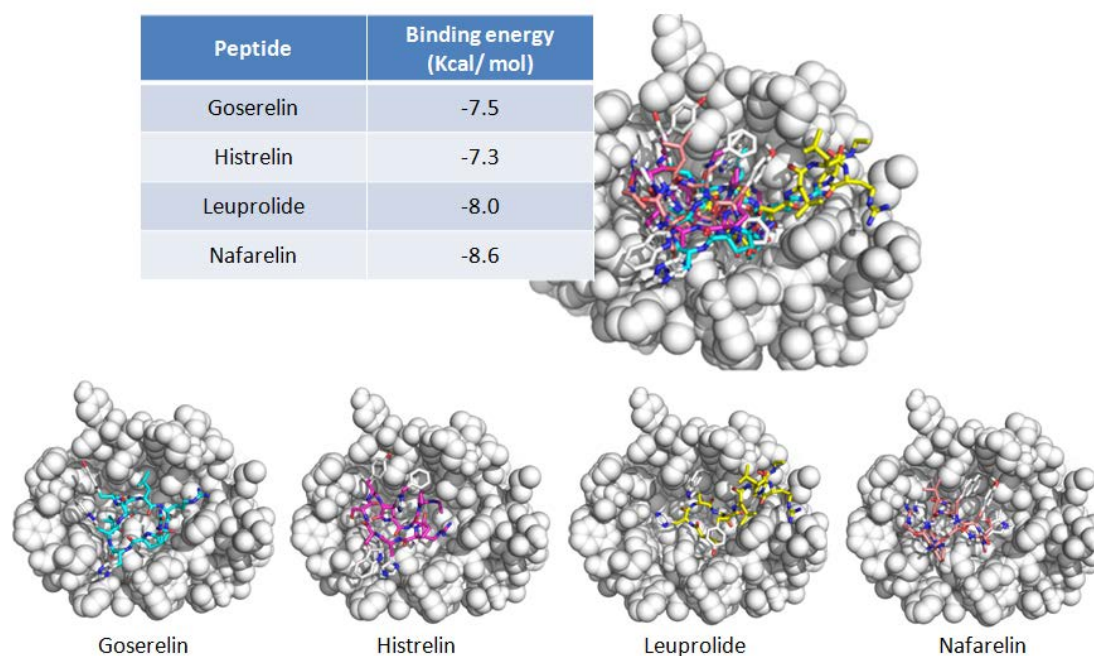 Peptide Binding energy
(Kcal/ mol)
Goserelin -7.5
Histrelin -7.3
Leuprolide -8.0
Nafarelin -8.6
Goserelin Histrelin Leuprolide Nafarelin